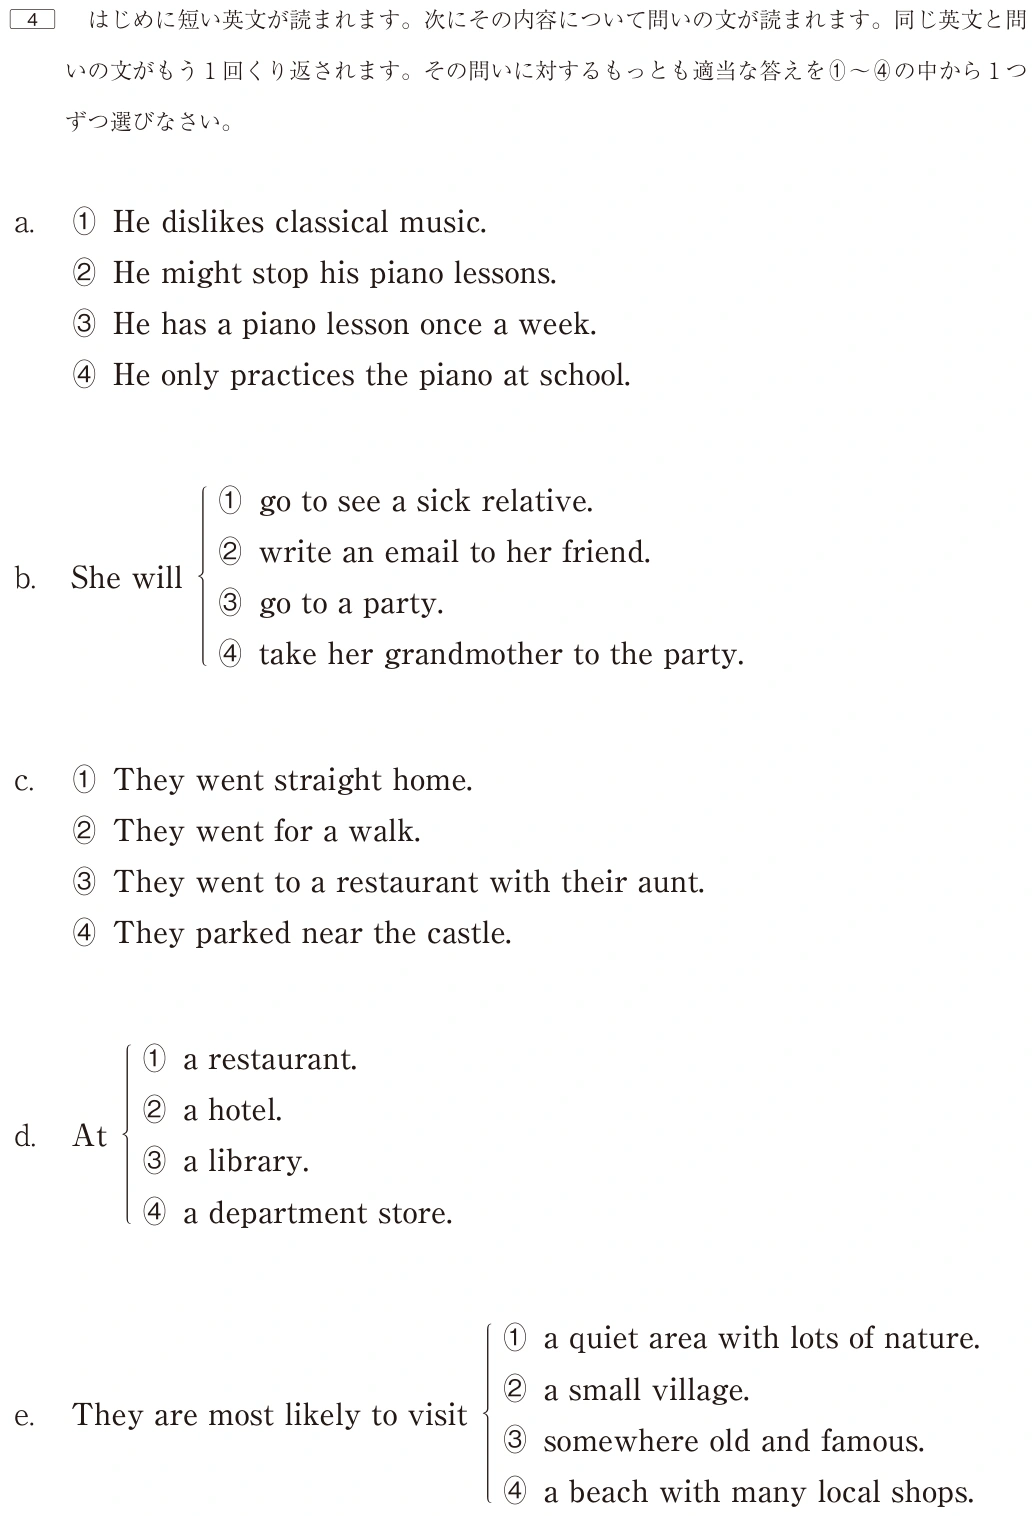 4 はじめに短い英文が読まれます。次にその内容について問いの文が読まれます。同じ英文と問
いの文がもう1回くり返されます。その問いに対するもっとも適当な答えを①～④の中から1つ
ずつ選びなさい。
a. ① He dislikes classical music.
② He might stop his piano lessons.
③ He has a piano lesson once a week.
④ He only practices the piano at school.
b. She will
① go to see a sick relative.
② write an email to her friend.
③ go to a party.
④ take her grandmother to the party.
c. ① They went straight home.
② They went for a walk.
③ They went to a restaurant with their aunt.
④ They parked near the castle.
d. At
① a restaurant.
② a hotel.
③ a library.
④ a department store.
e. They are most likely to visit
① a quiet area with lots of nature.
② a small village.
③ somewhere old and famous.
④ a beach with many local shops.